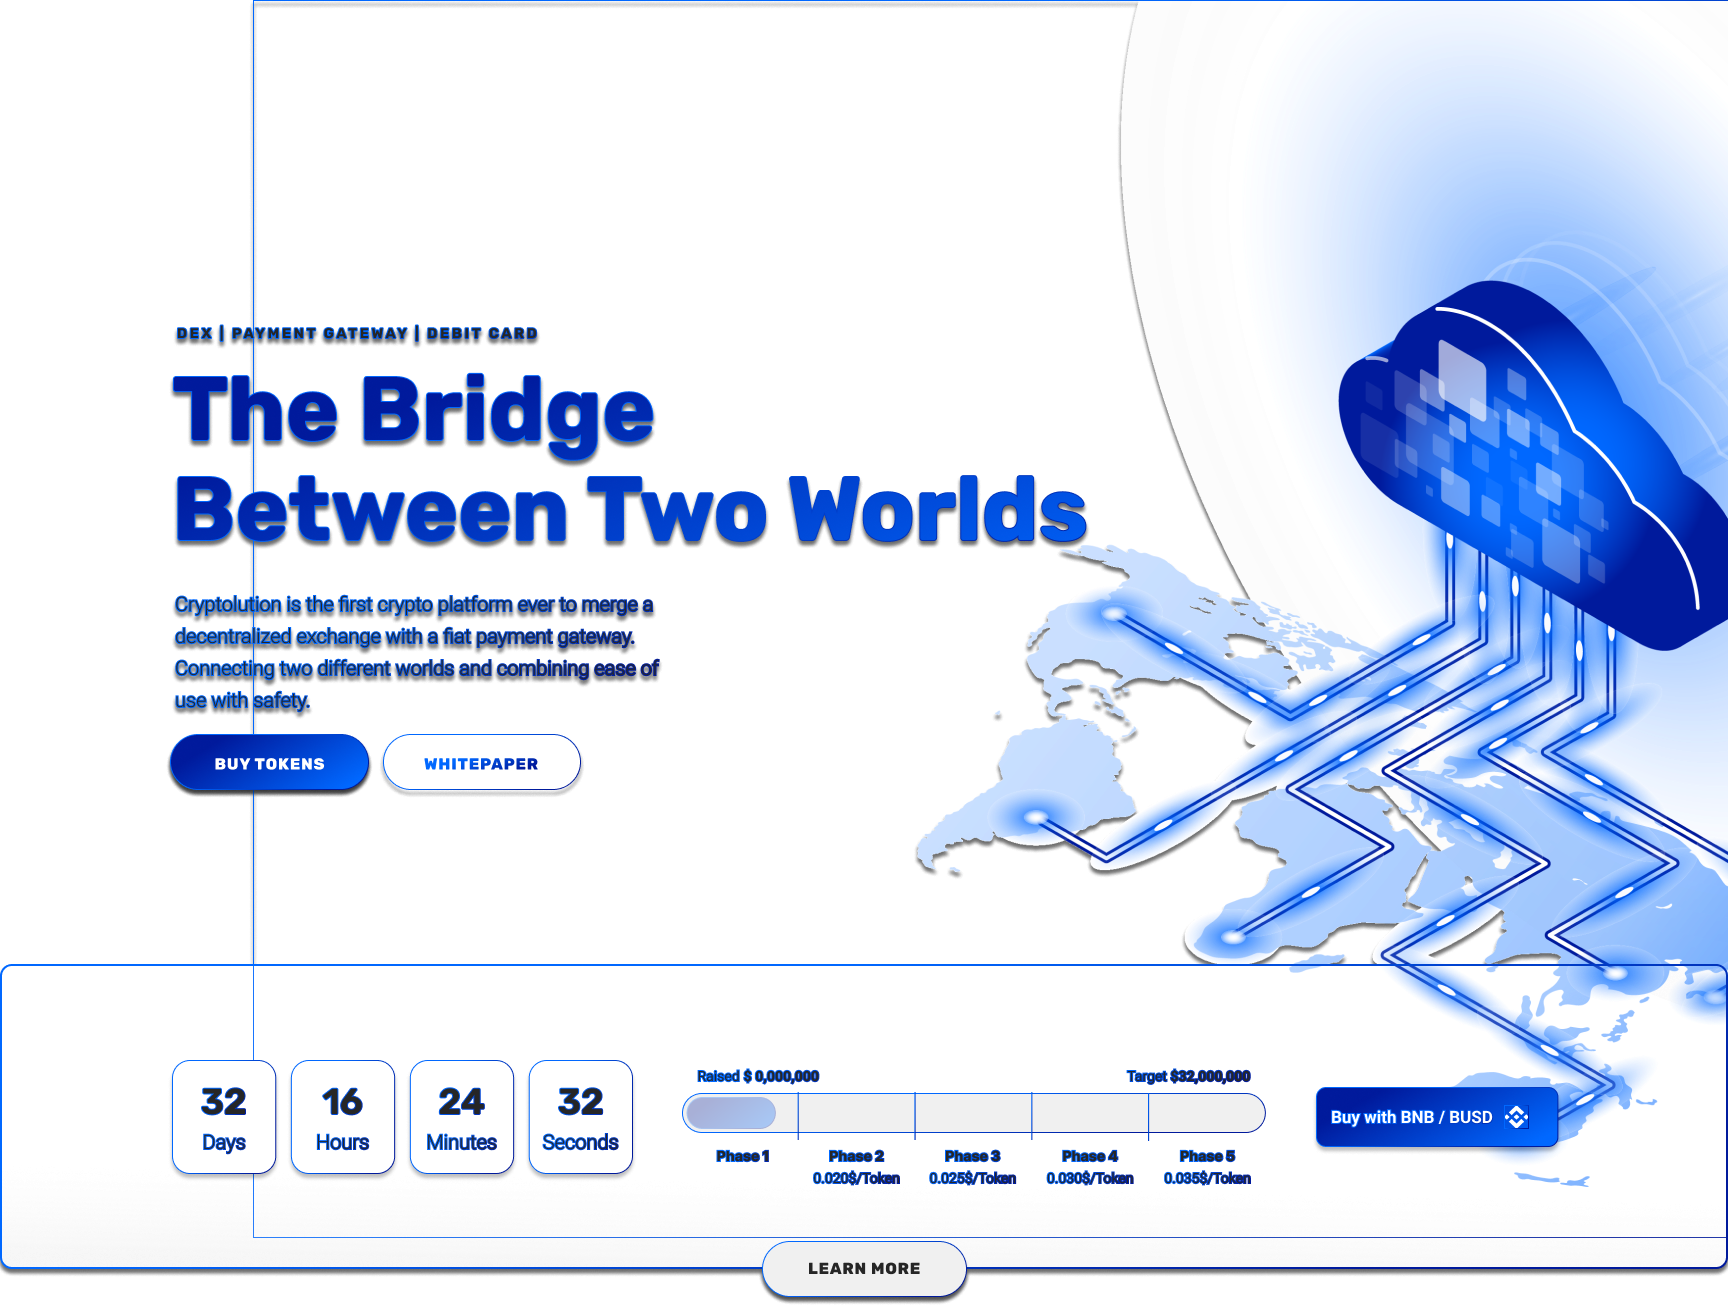 DEX | PAYMENT GATEWAY | DEBIT CARD
The Bridge
Between Two Worlds
Cryptolution is the first crypto platform ever to merge a
decentralized exchange with a fiat payment gateway.
Connecting two different worlds and combining ease of
use with safety.
BUY TOKENS
WHITEPAPER
32
Days
16
Hours
24
Minutes
32
Seconds
Raised $ 0,000,000
Target $32,000,000
Phase 1
Phase 2
0.020$/Token
Phase 3
0.025$/Token
Phase 4
0.030$/Token
Phase 5
0.035$/Token
Buy with BNB / BUSD
LEARN MORE